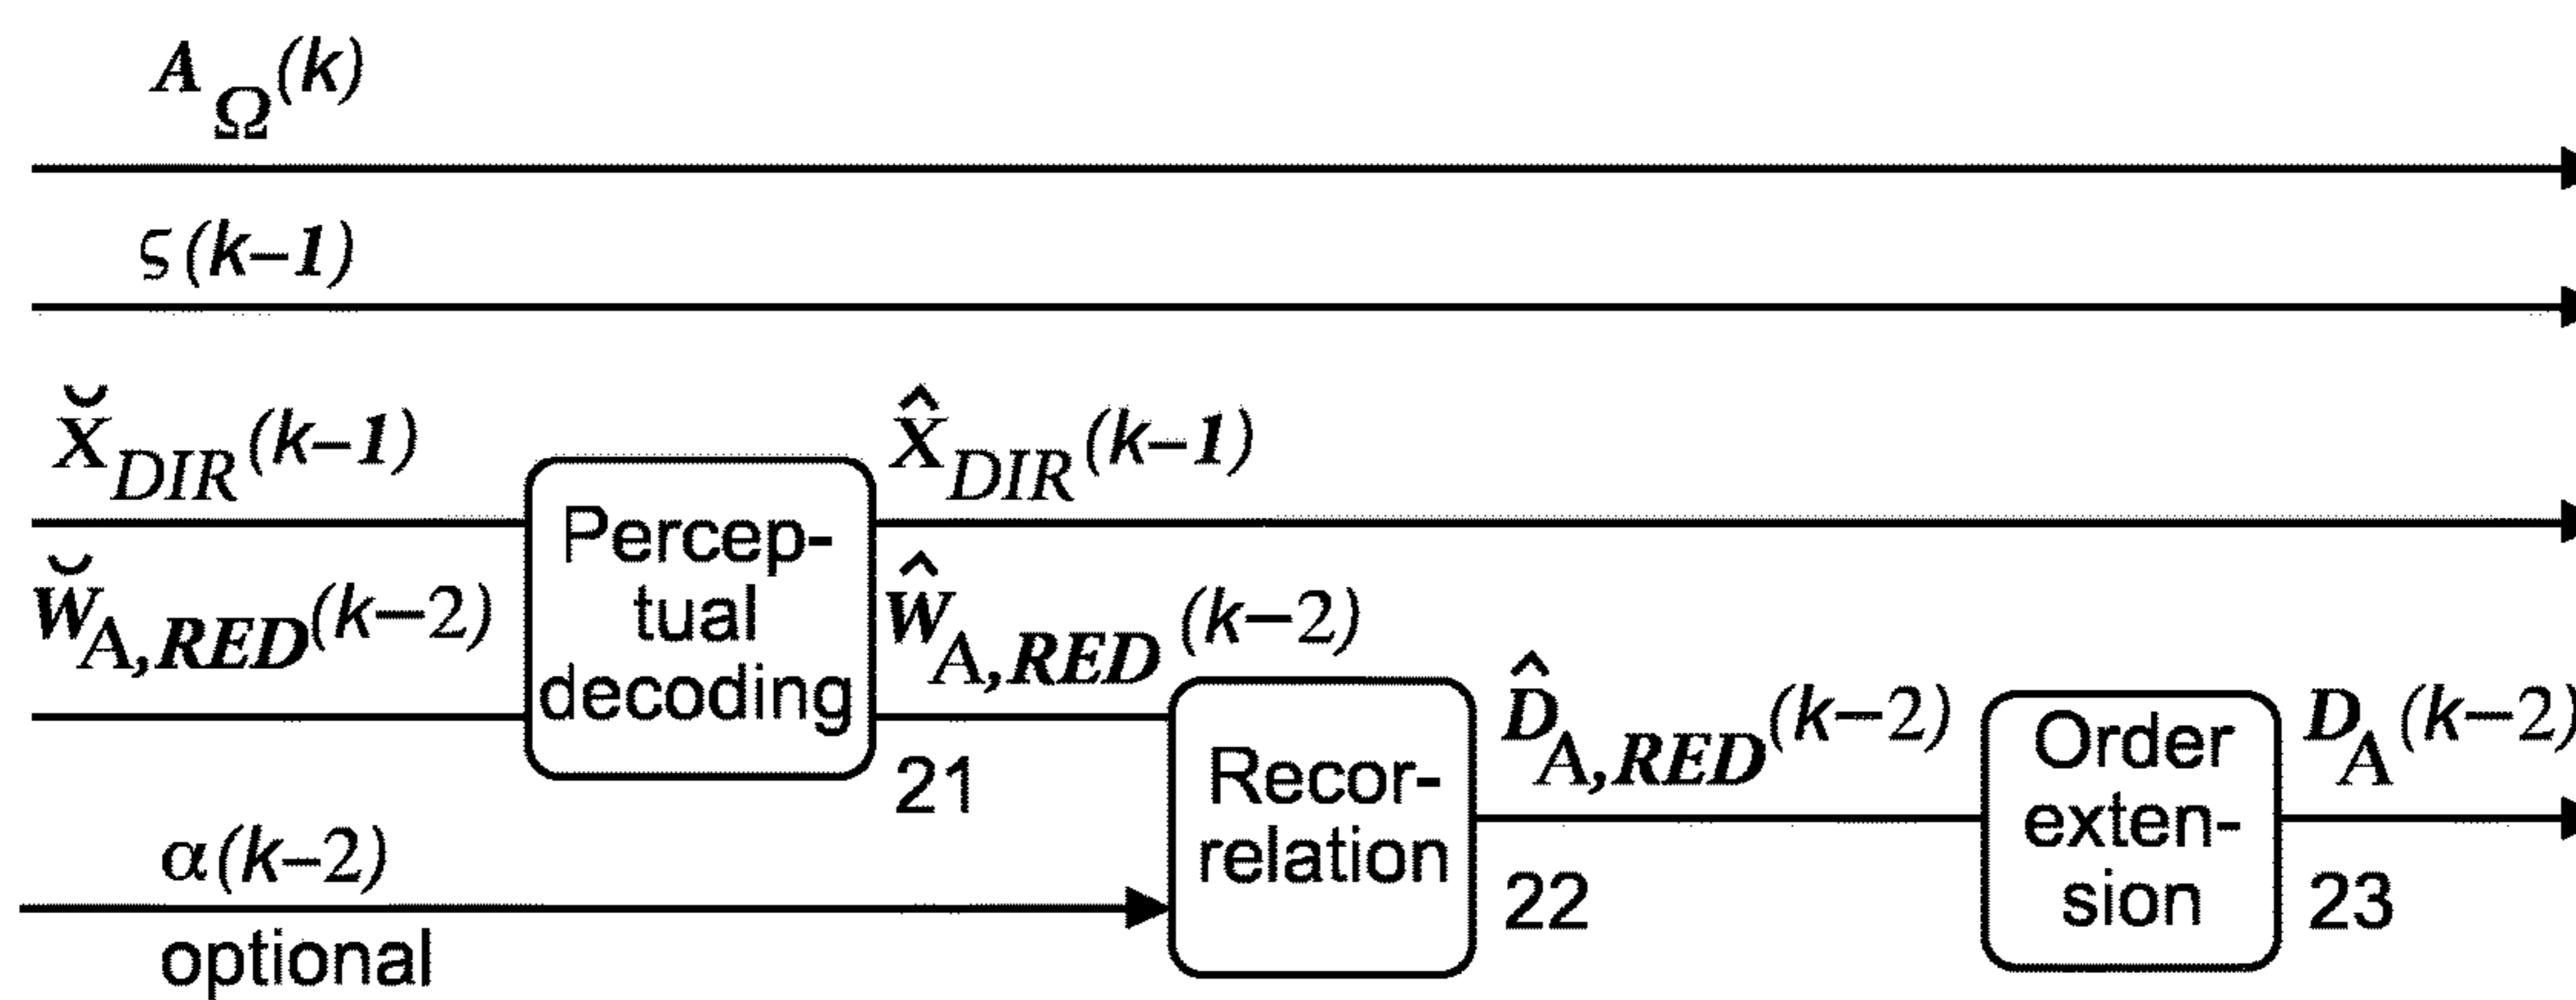 A_Ω(k)
ς(k–1)
X̆_DIR(k–1)
X̂_DIR(k–1)
W̆_A,RED(k–2)
Percep-
tual
decoding
21
Ŵ_A,RED(k–2)
α(k–2)
optional
Recor-
relation
22
D̂_A,RED(k–2)
Order
exten-
sion
23
D_A(k–2)